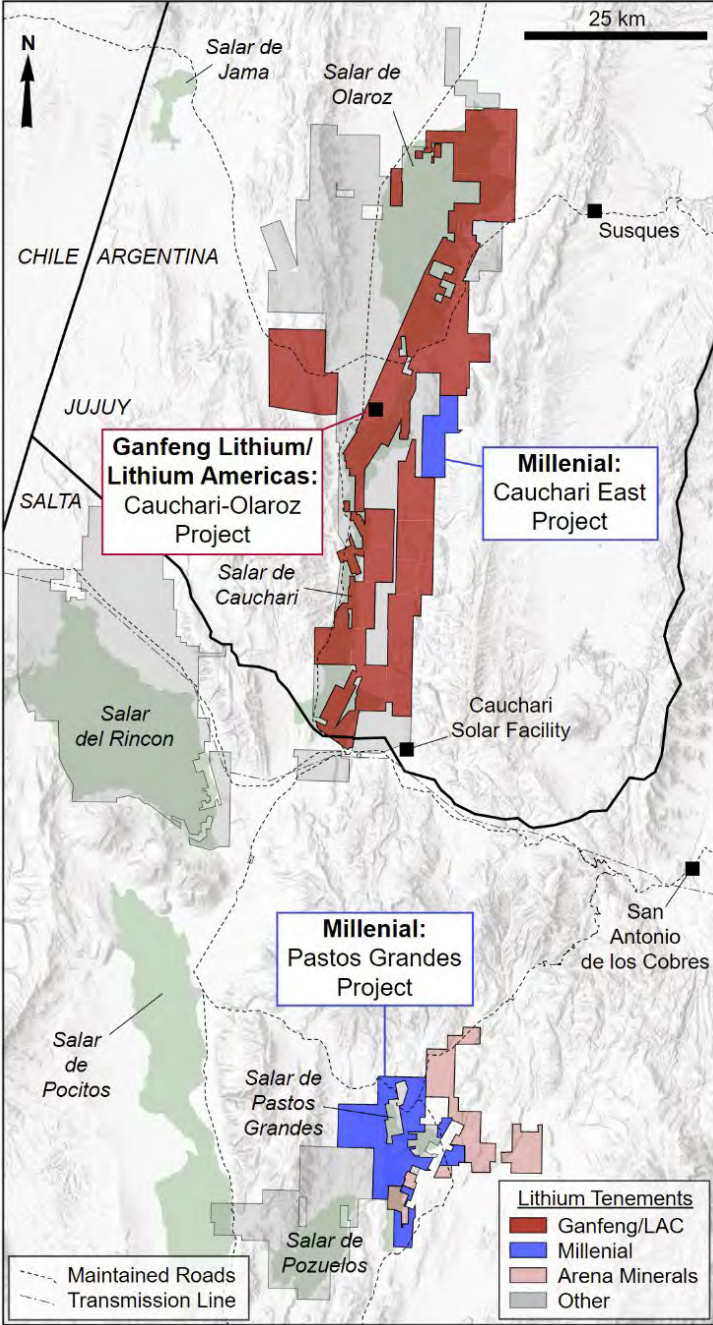 25 km
N
Salar de
Jama
Salar de
Olaroz
Susques
CHILE
ARGENTINA
JUJUY
SALTA
Ganfeng Lithium/
Lithium Americas:
Cauchari-Olaroz
Project
Millenial:
Cauchari East
Project
Salar de
Cauchari
Salar
del Rincon
Cauchari
Solar Facility
San
Antonio
de los Cobres
Millenial:
Pastos Grandes
Project
Salar
de
Pocitos
Salar de
Pastos
Grandes
Salar de
Pozuelos
Lithium Tenements
Ganfeng/LAC
Millenial
Arena Minerals
Other
Maintained Roads
Transmission Line